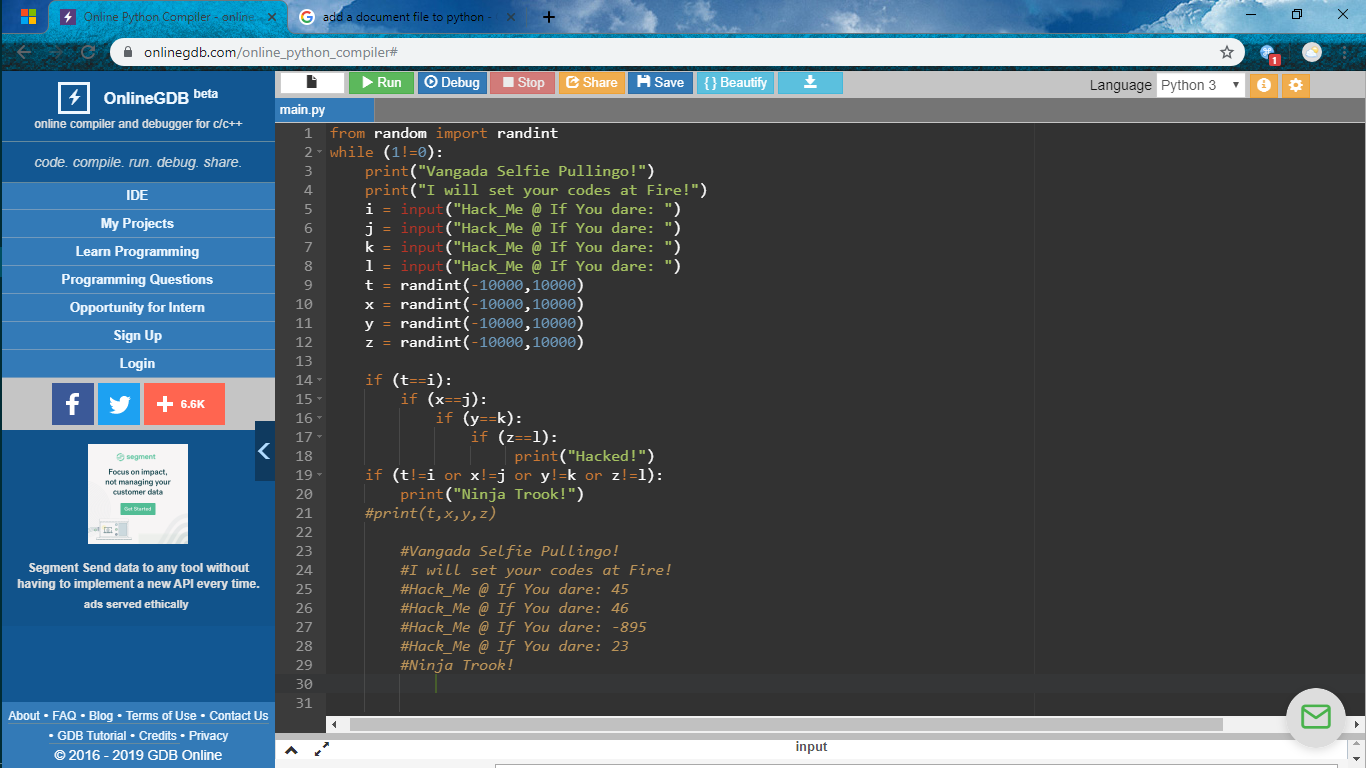 Online Python Compiler - online
add a document file to python -
onlinegdb.com/online_python_compiler#
1
OnlineGDB beta
online compiler and debugger for c/c++
code. compile. run. debug. share.
IDE
My Projects
Learn Programming
Programming Questions
Opportunity for Intern
Sign Up
Login
6.6K
segment
Focus on impact,
not managing your
customer data
Get Started
Segment Send data to any tool without
having to implement a new API every time.
ads served ethically
About • FAQ • Blog • Terms of Use • Contact Us
• GDB Tutorial • Credits • Privacy
© 2016 - 2019 GDB Online
Run Debug Stop Share Save { } Beautify
Language Python 3
main.py
1 from random import randint
2 while (1!=0):
3 print("Vangada Selfie Pullingo!")
4 print("I will set your codes at Fire!")
5 i = input("Hack_Me @ If You dare: ")
6 j = input("Hack_Me @ If You dare: ")
7 k = input("Hack_Me @ If You dare: ")
8 l = input("Hack_Me @ If You dare: ")
9 t = randint(-10000,10000)
10 x = randint(-10000,10000)
11 y = randint(-10000,10000)
12 z = randint(-10000,10000)
13
14 if (t==i):
15 if (x==j):
16 if (y==k):
17 if (z==l):
18 print("Hacked!")
19 if (t!=i or x!=j or y!=k or z!=l):
20 print("Ninja Trook!")
21 #print(t,x,y,z)
22
23 #Vangada Selfie Pullingo!
24 #I will set your codes at Fire!
25 #Hack_Me @ If You dare: 45
26 #Hack_Me @ If You dare: 46
27 #Hack_Me @ If You dare: -895
28 #Hack_Me @ If You dare: 23
29 #Ninja Trook!
30
31
input